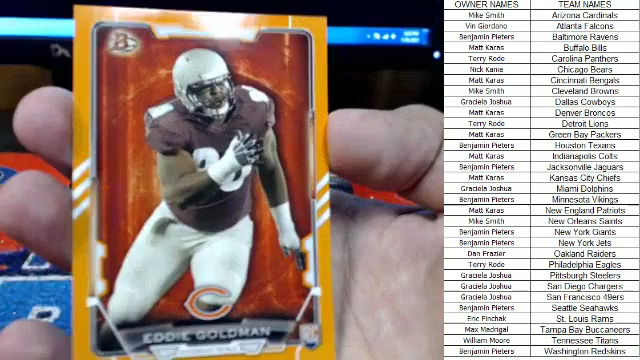 EDDIE GOLDMAN
OWNER NAMES TEAM NAMES
Mike Smith Arizona Cardinals
Vin Giordano Atlanta Falcons
Benjamin Pieters Baltimore Ravens
Matt Karas Buffalo Bills
Terry Rode Carolina Panthers
Nick Kania Chicago Bears
Matt Karas Cincinnati Bengals
Mike Smith Cleveland Browns
Graciela Joshua Dallas Cowboys
Matt Karas Denver Broncos
Terry Rode Detroit Lions
Matt Karas Green Bay Packers
Benjamin Pieters Houston Texans
Matt Karas Indianapolis Colts
Benjamin Pieters Jacksonville Jaguars
Matt Karas Kansas City Chiefs
Graciela Joshua Miami Dolphins
Benjamin Pieters Minnesota Vikings
Matt Karas New England Patriots
Mike Smith New Orleans Saints
Benjamin Pieters New York Giants
Benjamin Pieters New York Jets
Dan Frazier Oakland Raiders
Terry Rode Philadelphia Eagles
Graciela Joshua Pittsburgh Steelers
Graciela Joshua San Diego Chargers
Graciela Joshua San Francisco 49ers
Benjamin Pieters Seattle Seahawks
Eric Finchak St. Louis Rams
Max Madrigal Tampa Bay Buccaneers
William Moore Tennessee Titans
Benjamin Pieters Washington Redskins